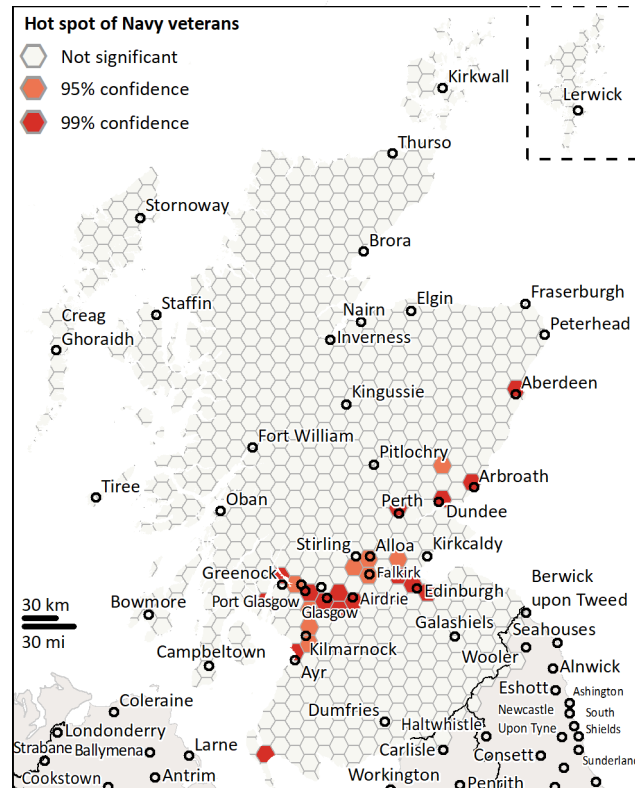 Hot spot of Navy veterans
Not significant
95% confidence
99% confidence
Kirkwall
Lerwick
Thurso
Stornoway
Brora
Staffin
Elgin
Fraserburgh
Creag
Ghoraidh
Nairn
Peterhead
Inverness
Aberdeen
Kingussie
Fort William
Pitlochry
Tiree
Arbroath
Oban
Perth
Dundee
Stirling
Alloa
Kirkcaldy
Greenock
Falkirk
Berwick
upon Tweed
30 km
30 mi
Bowmore
Port Glasgow
Airdrie
Edinburgh
Glasgow
Galashiels
Seahouses
Campbeltown
Kilmarnock
Wooler
Alnwick
Ayr
Eshott
Ashington
Coleraine
Dumfries
Haltwhistle
Newcastle
Upon Tyne
South
Shields
Londonderry
Strabane
Ballymena
Larne
Carlisle
Consett
Sunderland
Cookstown
Antrim
Workington
Penrith